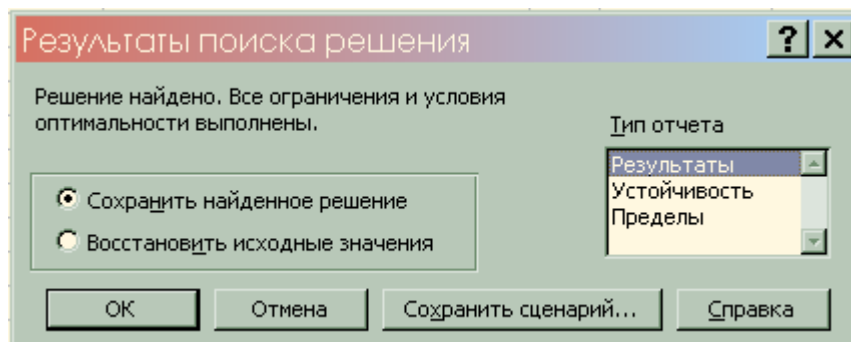 Результаты поиска решения
Решение найдено. Все ограничения и условия
оптимальности выполнены.
Тип отчета
Результаты
Устойчивость
Пределы
Сохранить найденное решение
Восстановить исходные значения
ОК
Отмена
Сохранить сценарий...
Справка